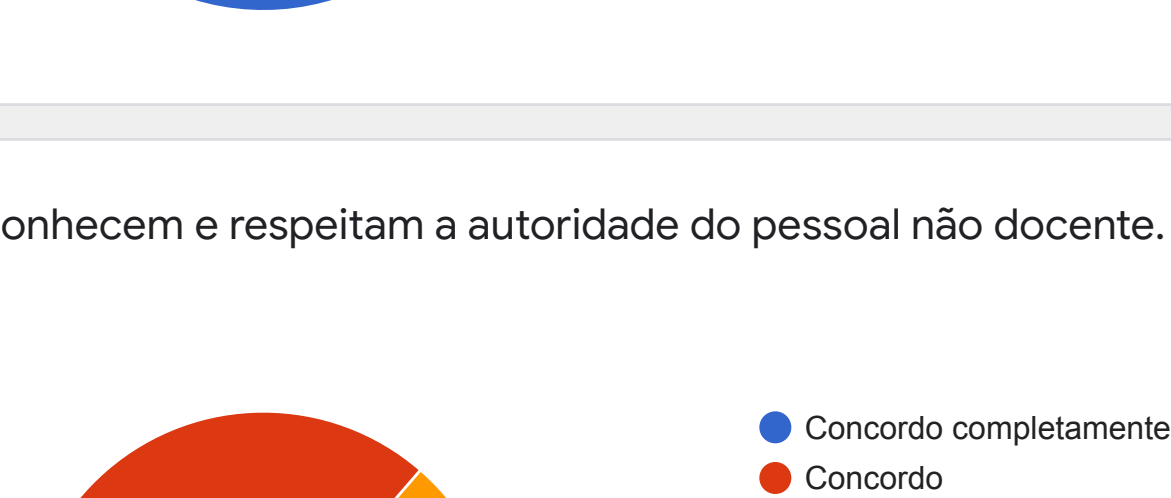 onhecem e respeitam a autoridade do pessoal não docente.
Concordo completamente
Concordo